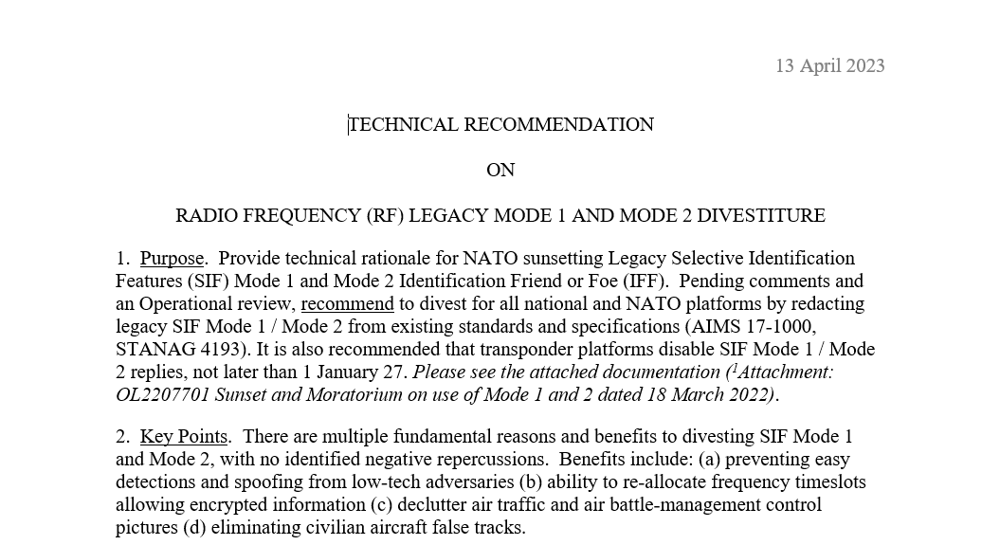 13 April 2023
TECHNICAL RECOMMENDATION
ON
RADIO FREQUENCY (RF) LEGACY MODE 1 AND MODE 2 DIVESTITURE
1. Purpose. Provide technical rationale for NATO sunsetting Legacy Selective Identification
Features (SIF) Mode 1 and Mode 2 Identification Friend or Foe (IFF). Pending comments and
an Operational review, recommend to divest for all national and NATO platforms by redacting
legacy SIF Mode 1 / Mode 2 from existing standards and specifications (AIMS 17-1000,
STANAG 4193). It is also recommended that transponder platforms disable SIF Mode 1 / Mode
2 replies, not later than 1 January 27. Please see the attached documentation (¹Attachment:
OL2207701 Sunset and Moratorium on use of Mode 1 and 2 dated 18 March 2022).
2. Key Points. There are multiple fundamental reasons and benefits to divesting SIF Mode 1
and Mode 2, with no identified negative repercussions. Benefits include: (a) preventing easy
detections and spoofing from low-tech adversaries (b) ability to re-allocate frequency timeslots
allowing encrypted information (c) declutter air traffic and air battle-management control
pictures (d) eliminating civilian aircraft false tracks.